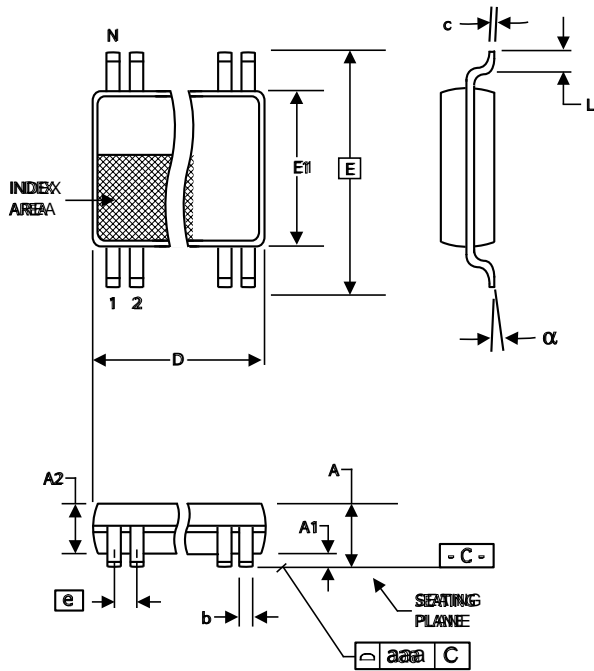 N
c
L
E1
E
INDEX
AREA
1 2
α
D
A2
A
A1
- C -
e
b
SEATING
PLANE
aaa C